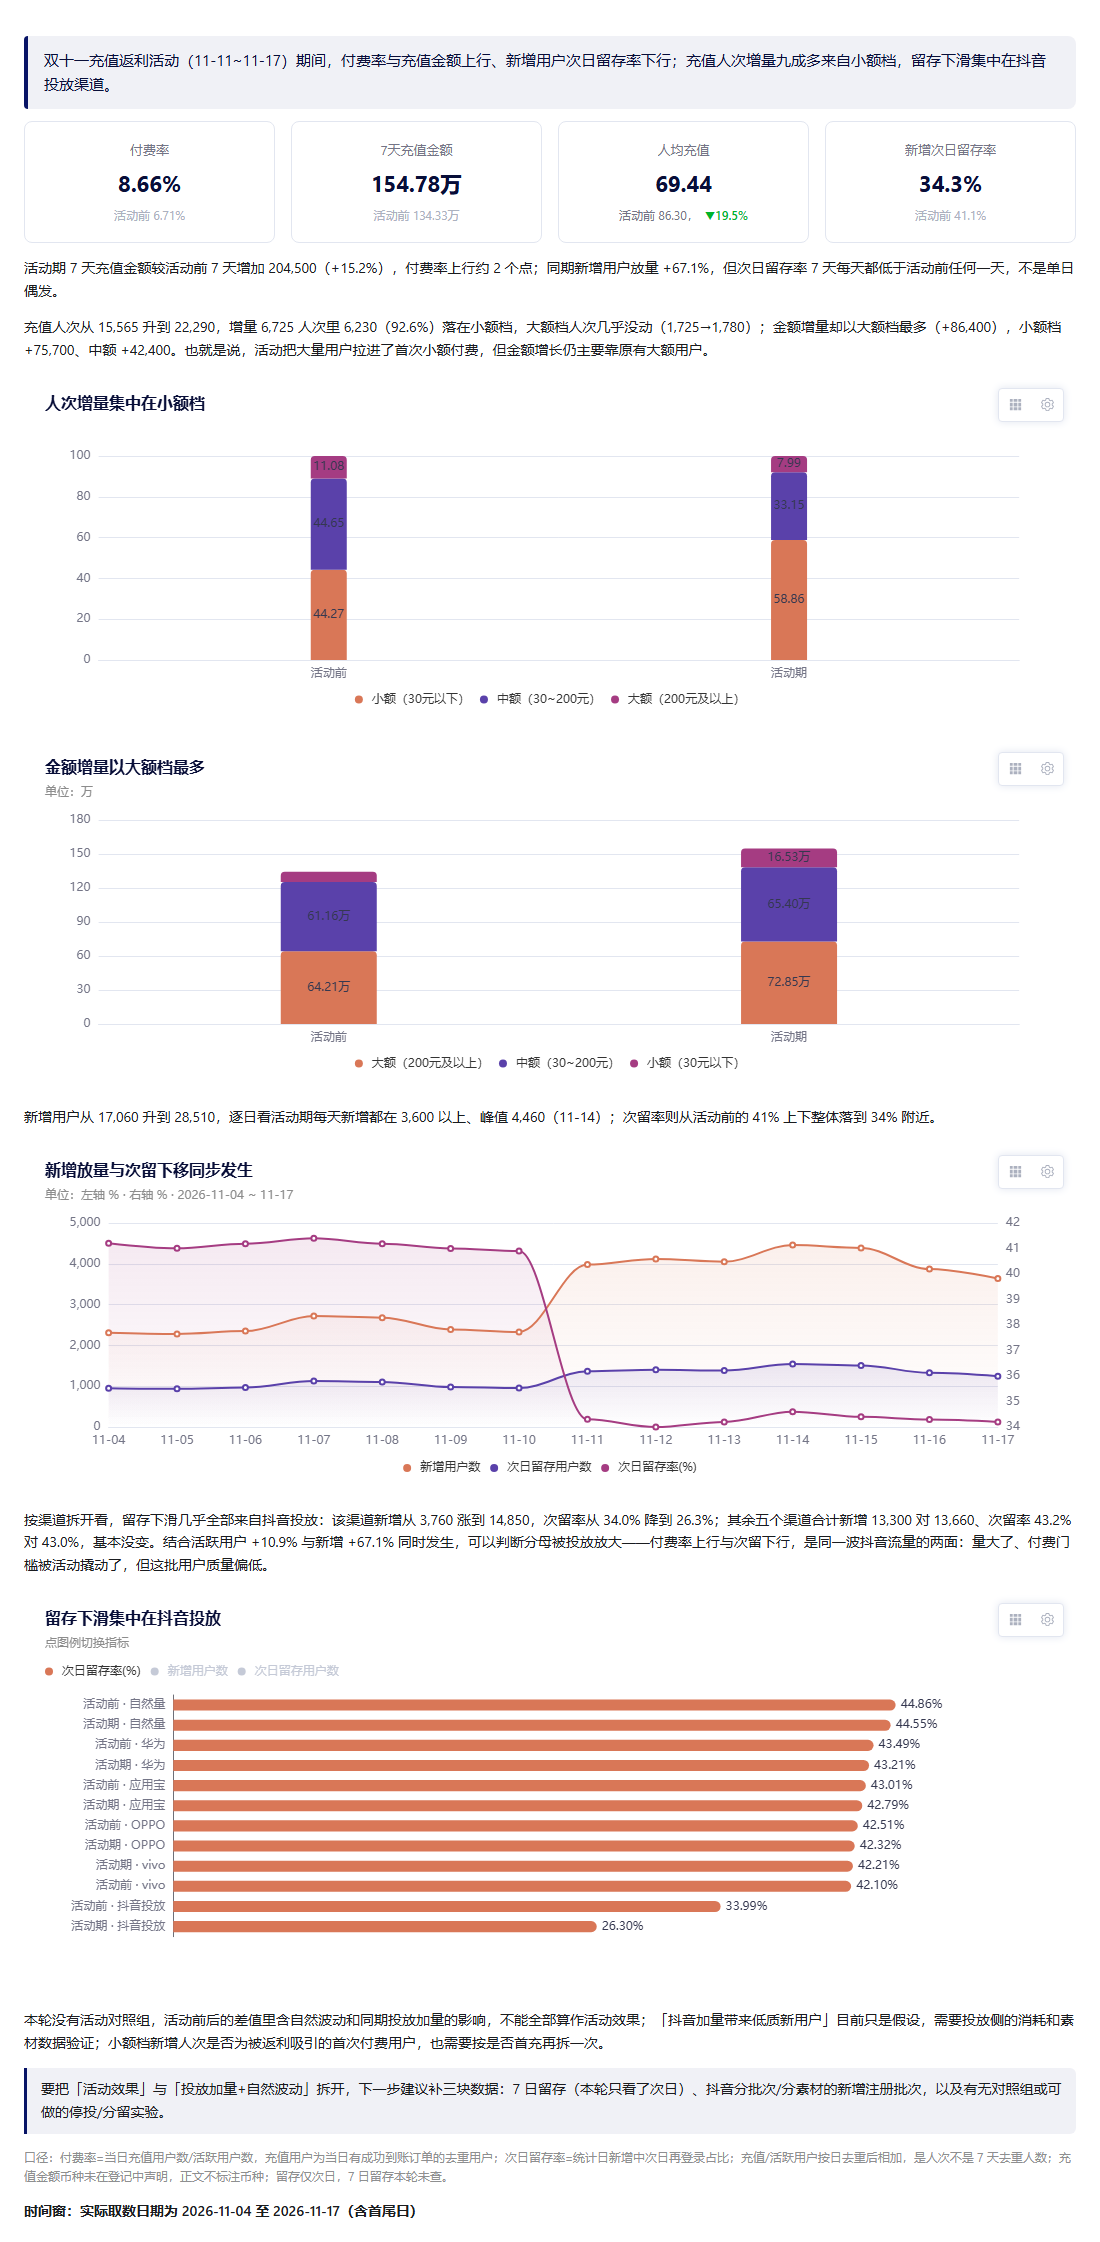 双十一充值返利活动（11-11~11-17）期间，付费率与充值金额上行、新增用户次日留存率下行；充值人次增量九成多来自小额档，留存下滑集中在抖音
投放渠道。
付费率
8.66%
活动前 6.71%
7天充值金额
154.78万
活动前 134.33万
人均充值
69.44
活动前 86.30， ▼19.5%
新增次日留存率
34.3%
活动前 41.1%
活动期 7 天充值金额较活动前 7 天增加 204,500（+15.2%），付费率上行约 2 个点；同期新增用户放量 +67.1%，但次日留存率 7 天每天都低于活动前任何一天，不是单日
偶发。
充值人次从 15,565 升到 22,290，增量 6,725 人次里 6,230（92.6%）落在小额档，大额档人次几乎没动（1,725→1,780）；金额增量却以大额档最多（+86,400），小额档
+75,700、中额 +42,400。也就是说，活动把大量用户拉进了首次小额付费，但金额增长仍主要靠原有大额用户。
人次增量集中在小额档
100
80
60
40
20
0
11.08
44.65
44.27
7.99
33.15
58.86
活动前
活动期
小额（30元以下） 中额（30~200元） 大额（200元及以上）
金额增量以大额档最多
单位：万
180
150
120
90
60
30
0
61.16万
64.21万
16.53万
65.40万
72.85万
活动前
活动期
大额（200元及以上） 中额（30~200元） 小额（30元以下）
新增用户从 17,060 升到 28,510，逐日看活动期每天新增都在 3,600 以上、峰值 4,460（11-14）；次留率则从活动前的 41% 上下整体落到 34% 附近。
新增放量与次留下移同步发生
单位：左轴 % · 右轴 % · 2026-11-04 ~ 11-17
5,000
4,000
3,000
2,000
1,000
0
42
41
40
39
38
37
36
35
34
11-04 11-05 11-06 11-07 11-08 11-09 11-10 11-11 11-12 11-13 11-14 11-15 11-16 11-17
新增用户数 次日留存用户数 次日留存率(%)
按渠道拆开看，留存下滑几乎全部来自抖音投放：该渠道新增从 3,760 涨到 14,850，次留率从 34.0% 降到 26.3%；其余五个渠道合计新增 13,300 对 13,660、次留率 43.2%
对 43.0%，基本没变。结合活跃用户 +10.9% 与新增 +67.1% 同时发生，可以判断分母被投放放大——付费率上行与次留下行，是同一波抖音流量的两面：量大了、付费门
槛被活动撬动了，但这批用户质量偏低。
留存下滑集中在抖音投放
点图例切换指标
次日留存率(%) 新增用户数 次日留存用户数
活动前 · 自然量 44.86%
活动期 · 自然量 44.55%
活动前 · 华为 43.49%
活动期 · 华为 43.21%
活动前 · 应用宝 43.01%
活动期 · 应用宝 42.79%
活动前 · OPPO 42.51%
活动期 · OPPO 42.32%
活动期 · vivo 42.21%
活动前 · vivo 42.10%
活动前 · 抖音投放 33.99%
活动期 · 抖音投放 26.30%
本轮没有活动对照组，活动前后的差值里含自然波动和同期投放加量的影响，不能全部算作活动效果；「抖音加量带来低质新用户」目前只是假设，需要投放侧的消耗和素
材数据验证；小额档新增人次是否为被返利吸引的首次付费用户，也需要按是否首充再拆一次。
要把「活动效果」与「投放加量+自然波动」拆开，下一步建议补三块数据：7 日留存（本轮只看了次日）、抖音分批次/分素材的新增注册批次，以及有无对照组或可
做的停投/分留实验。
口径：付费率=当日充值用户数/活跃用户数，充值用户为当日有成功到账订单的去重用户；次日留存率=统计日新增中次日再登录占比；充值/活跃用户按日去重后相加，是人次不是 7 天去重人数；充
值金额币种未在登记中声明，正文不标注币种；留存仅次日，7 日留存本轮未查。
时间窗：实际取数日期为 2026-11-04 至 2026-11-17（含首尾日）